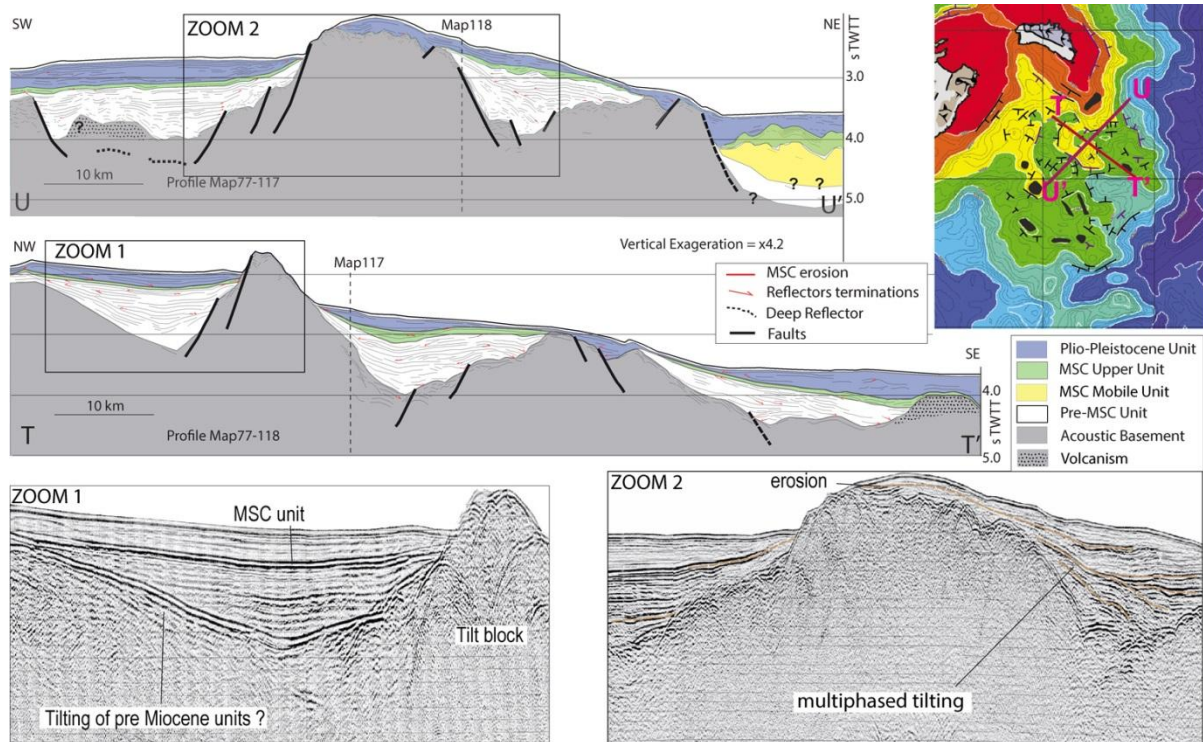 SW
ZOOM 2
Map118
NE
s TWTT
3.0
4.0
5.0
?
10 km
Profile Map77-117
? ?
?
U
U'
NW
ZOOM 1
Map117
Vertical Exageration = x4.2
MSC erosion
Reflectors terminations
Deep Reflector
Faults
SE
4.0
s TWTT
5.0
10 km
Profile Map77-118
T
T'
U
T
U'
T'
Plio-Pleistocene Unit
MSC Upper Unit
MSC Mobile Unit
Pre-MSC Unit
Acoustic Basement
Volcanism
ZOOM 1
MSC unit
Tilt block
Tilting of pre Miocene units ?
ZOOM 2
erosion
multiphased tilting